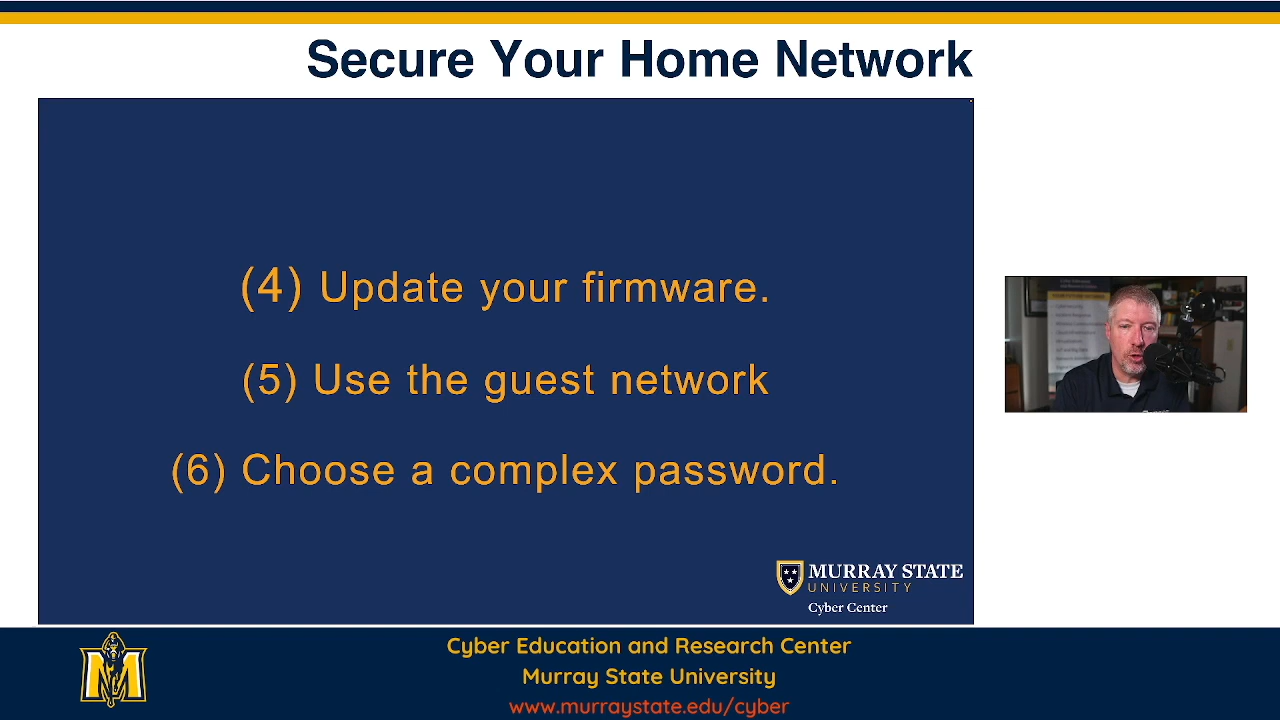 Secure Your Home Network
(4) Update your firmware.
(5) Use the guest network
(6) Choose a complex password.
MURRAY STATE
UNIVERSITY
Cyber Center
Cyber Education and Research Center
Murray State University
www.murraystate.edu/cyber